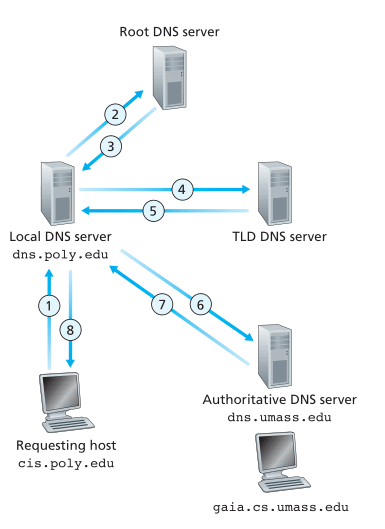 Root DNS server
2
3
4
5
Local DNS server
dns.poly.edu
TLD DNS server
1
8
7
6
Requesting host
cis.poly.edu
Authoritative DNS server
dns.umass.edu
gaia.cs.umass.edu